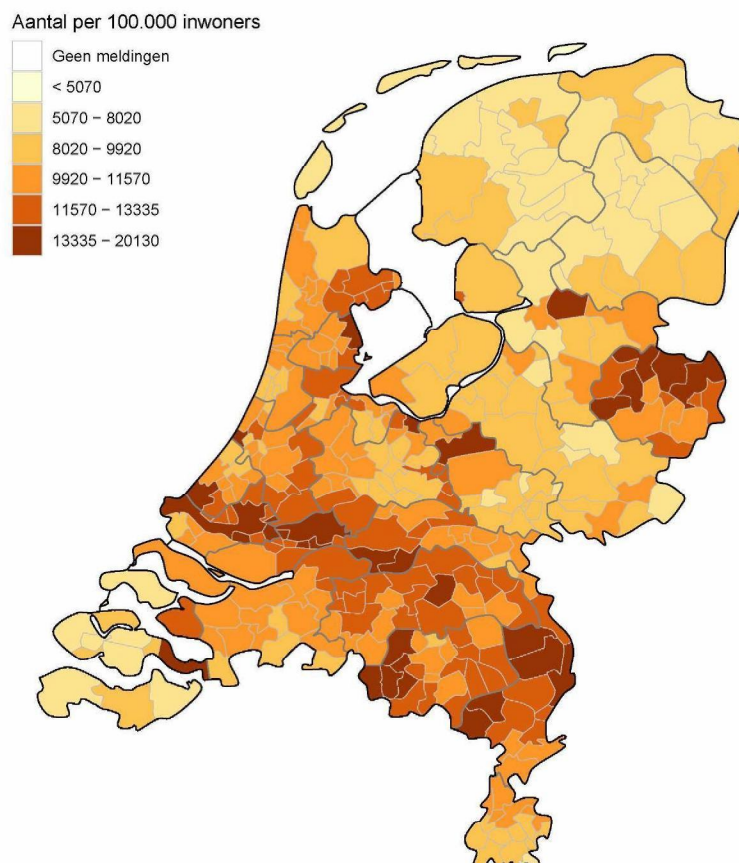 Aantal per 100.000 inwoners
Geen meldingen
< 5070
5070 − 8020
8020 − 9920
9920 − 11570
11570 − 13335
13335 − 20130